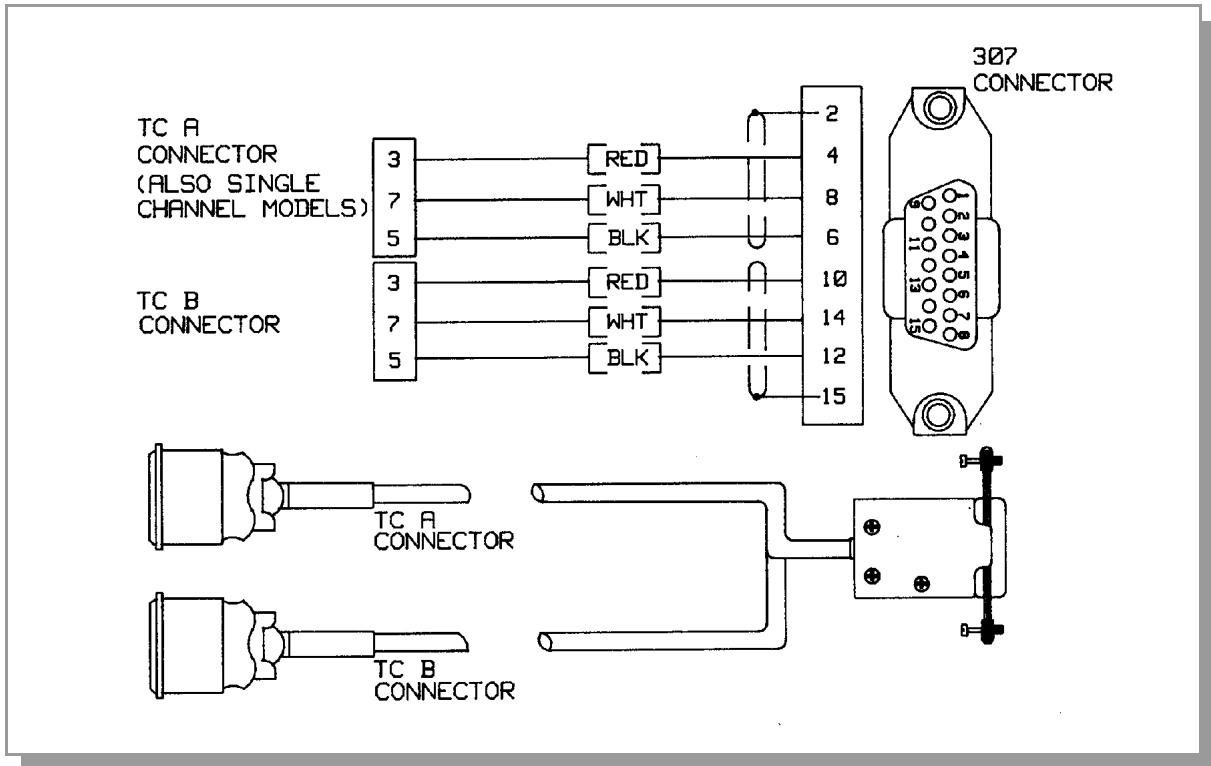 307
CONNECTOR
TC A
CONNECTOR
(ALSO SINGLE
CHANNEL MODELS)
3
7
5
RED
WHT
BLK
2
4
8
6
TC B
CONNECTOR
3
7
5
RED
WHT
BLK
10
14
12
15
1
2
3
4
5
6
7
8
9
11
13
15
TC A
CONNECTOR
TC B
CONNECTOR